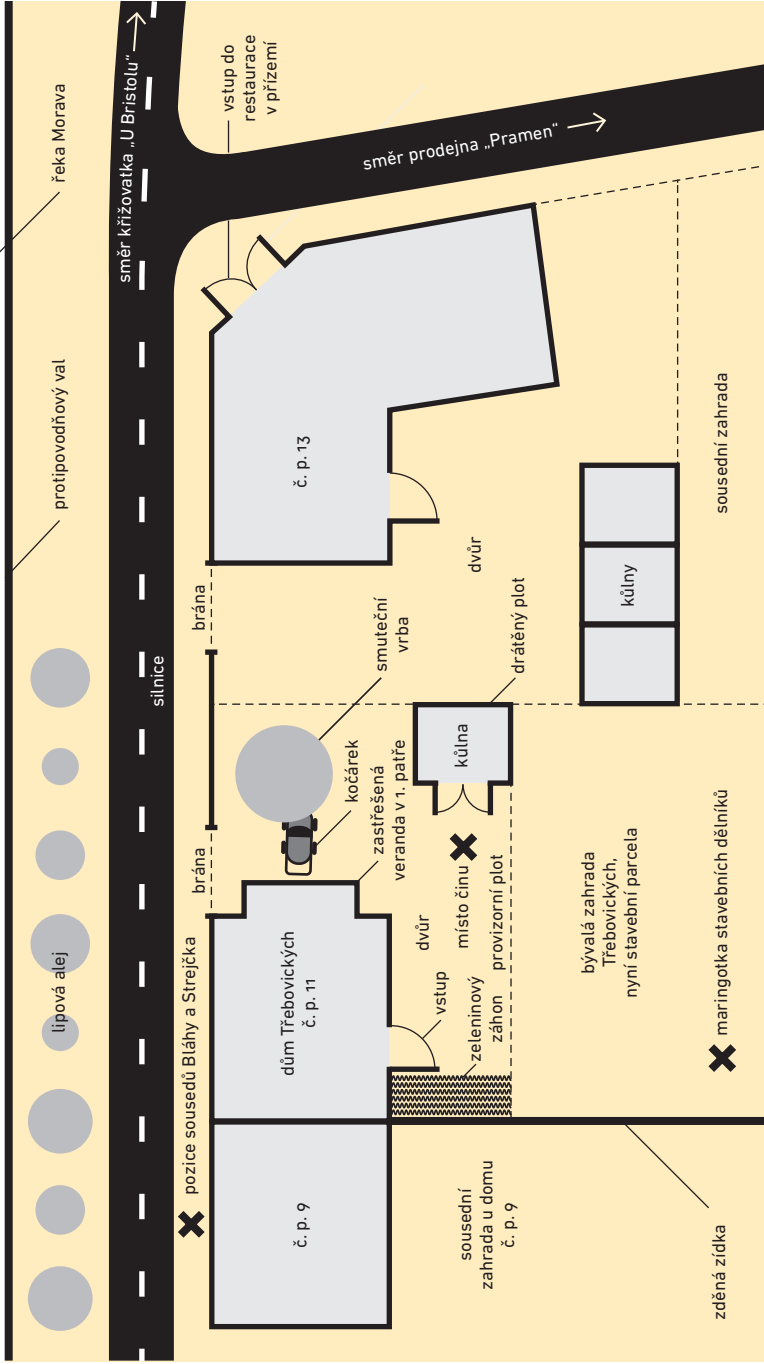 řeka Morava
protipovodňový val
lipová alej
směr křižovatka „U Bristolu“
silnice
vstup do
restaurace
v přízemí
směr prodejna „Pramen“
pozice sousedů Bláhy a Strejčka
brána
brána
č. p. 9
dům Třebovických
č. p. 11
č. p. 13
kočárek
smuteční
vrba
zastřešená
veranda v 1. patře
dvůr
vstup
místo činu
kůlna
drátěný plot
dvůr
zeleninový
záhon
provizorní plot
sousední
zahrada u domu
č. p. 9
bývalá zahrada
Třebovických,
nyní stavební parcela
kůlny
zděná zídka
maringotka stavebních dělníků
sousední zahrada